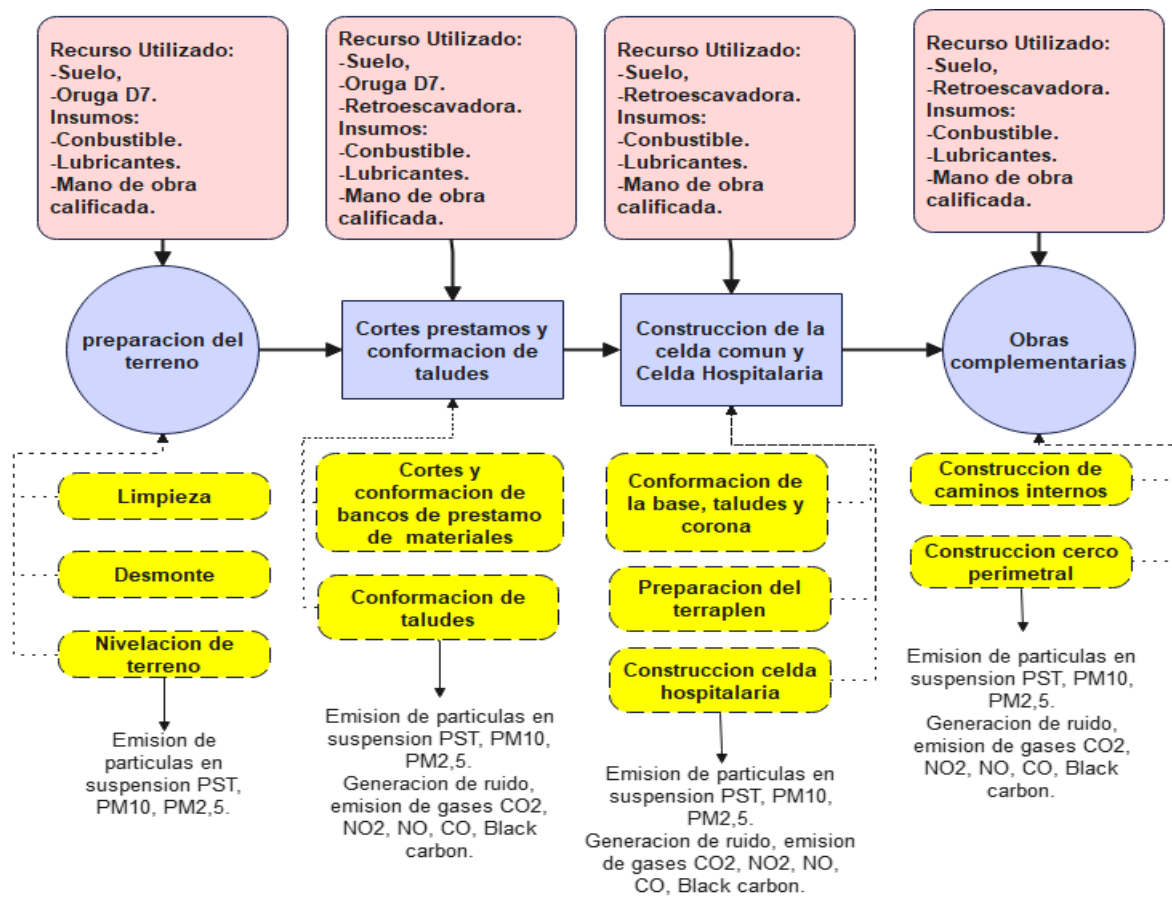 Recurso Utilizado:
-Suelo,
-Oruga D7.
Insumos:
-Conbustible.
-Lubricantes.
-Mano de obra
calificada.
Recurso Utilizado:
-Suelo,
-Oruga D7.
-Retroescavadora.
Insumos:
-Conbustible.
-Lubricantes.
-Mano de obra
calificada.
Recurso Utilizado:
-Suelo,
-Retroescavadora.
Insumos:
-Conbustible.
-Lubricantes.
-Mano de obra
calificada.
Recurso Utilizado:
-Suelo,
-Retroescavadora.
Insumos:
-Conbustible.
-Lubricantes.
-Mano de obra
calificada.
preparacion del
terreno
Cortes prestamos y
conformacion de
taludes
Construccion de la
celda comun y
Celda Hospitalaria
Obras
complementarias
Limpieza
Desmonte
Nivelacion de
terreno
Emision de
particulas en
suspension PST,
PM10, PM2,5.
Cortes y
conformacion de
bancos de prestamo
de materiales
Conformacion de
taludes
Emision de particulas en
suspension PST, PM10,
PM2,5.
Generacion de ruido,
emision de gases CO2,
NO2, NO, CO, Black
carbon.
Conformacion de
la base, taludes y
corona
Preparacion del
terraplen
Construccion celda
hospitalaria
Emision de particulas en
suspension PST, PM10,
PM2,5.
Generacion de ruido, emision
de gases CO2, NO2, NO,
CO, Black carbon.
Construccion de
caminos internos
Construccion cerco
perimetral
Emision de particulas en
suspension PST, PM10,
PM2,5.
Generacion de ruido,
emision de gases CO2,
NO2, NO, CO, Black
carbon.